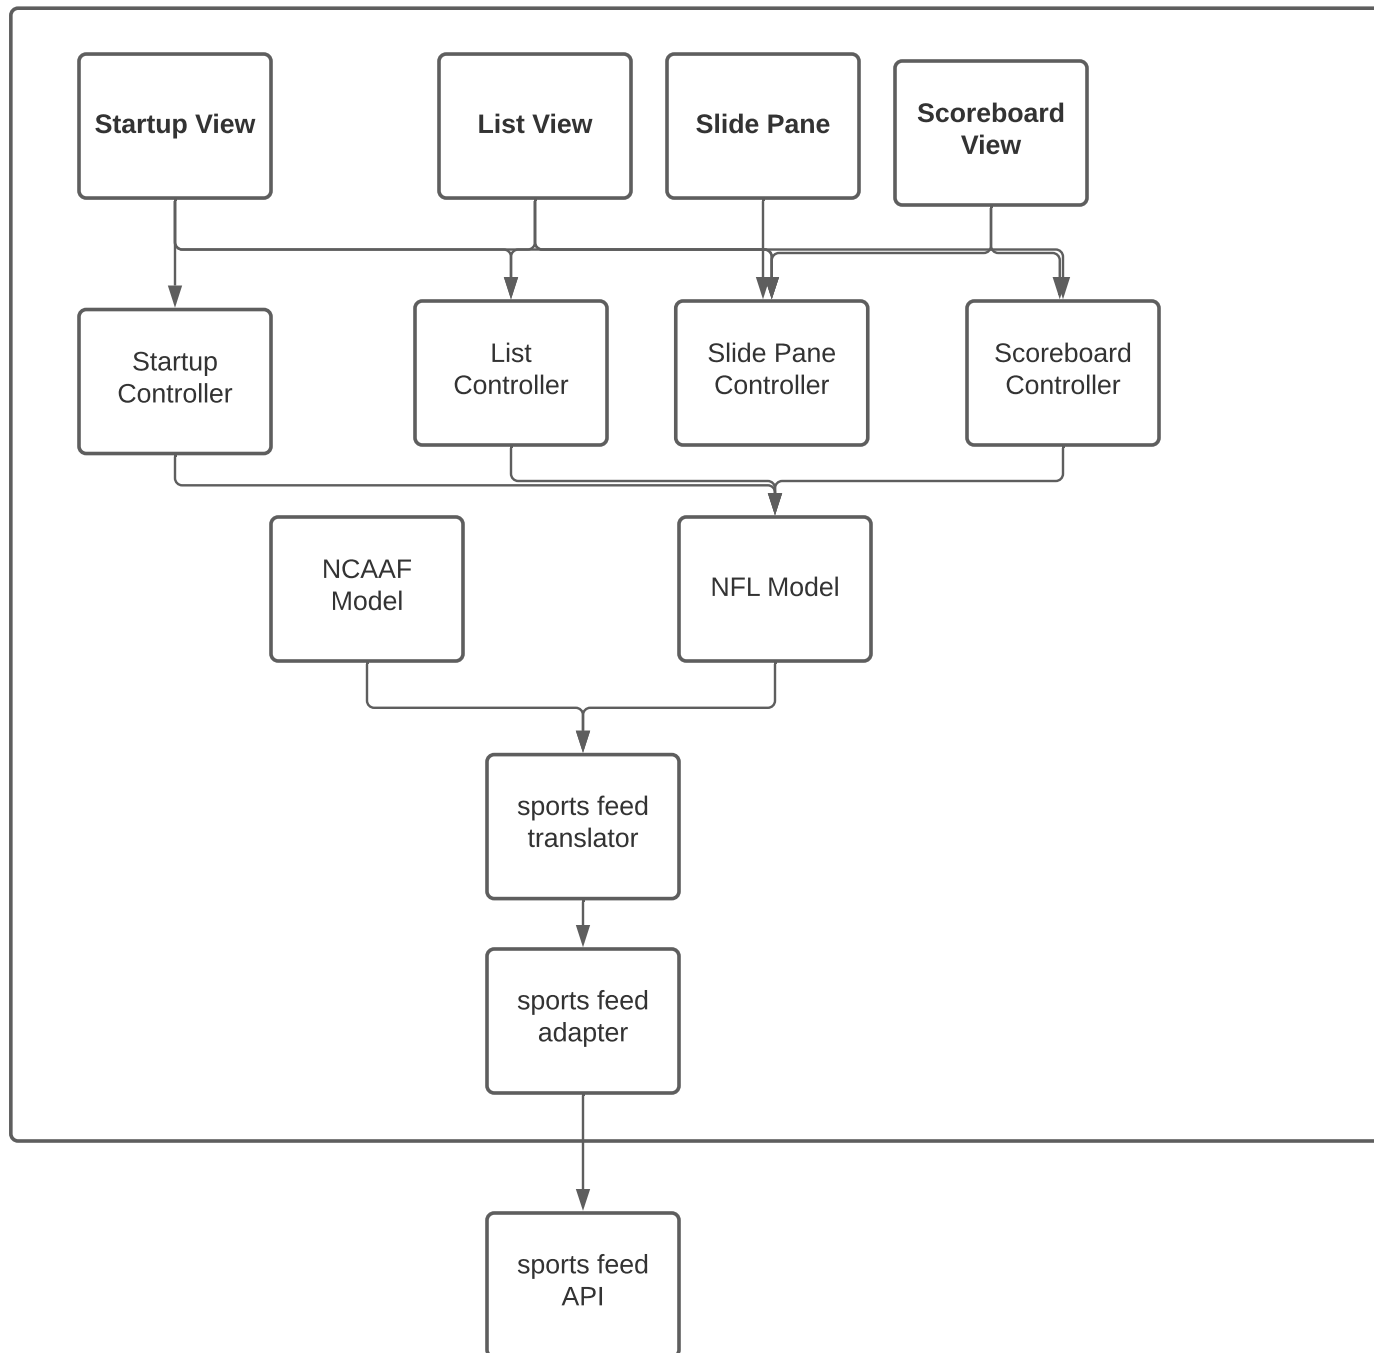 Startup View
List View
Slide Pane
Scoreboard
View
Startup
Controller
List
Controller
Slide Pane
Controller
Scoreboard
Controller
NCAAF
Model
NFL Model
sports feed
translator
sports feed
adapter
sports feed
API